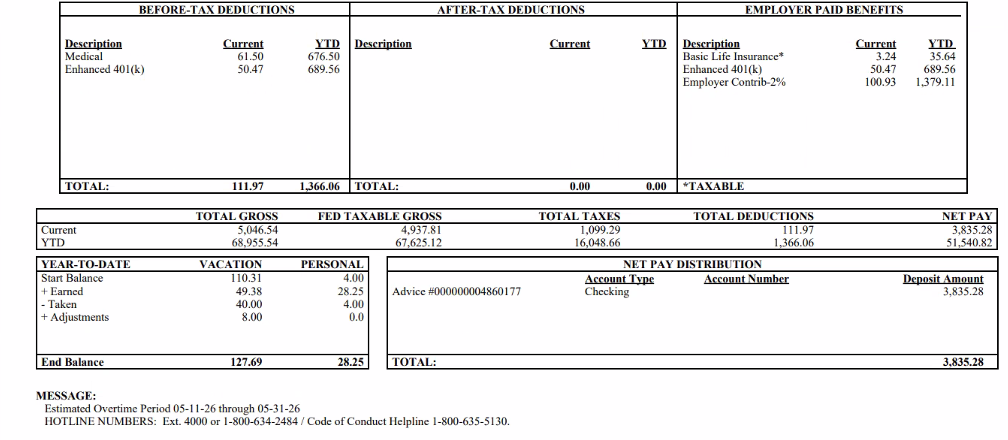 BEFORE-TAX DEDUCTIONS AFTER-TAX DEDUCTIONS EMPLOYER PAID BENEFITS
Description Current YTD Description Current YTD Description Current YTD
Medical 61.50 676.50 Basic Life Insurance* 3.24 35.64
Enhanced 401(k) 50.47 689.56 Enhanced 401(k) 50.47 689.56
Employer Contrib-2% 100.93 1,379.11
TOTAL: 111.97 1,366.06 TOTAL: 0.00 0.00 *TAXABLE
TOTAL GROSS FED TAXABLE GROSS TOTAL TAXES TOTAL DEDUCTIONS NET PAY
Current 5,046.54 4,937.81 1,099.29 111.97 3,835.28
YTD 68,955.54 67,625.12 16,048.66 1,366.06 51,540.82
YEAR-TO-DATE VACATION PERSONAL NET PAY DISTRIBUTION
Start Balance 110.31 4.00 Account Type Account Number Deposit Amount
+ Earned 49.38 28.25 Advice #000000004860177 Checking 3,835.28
- Taken 40.00 4.00
+ Adjustments 8.00 0.0
End Balance 127.69 28.25 TOTAL: 3,835.28
MESSAGE:
Estimated Overtime Period 05-11-26 through 05-31-26
HOTLINE NUMBERS: Ext. 4000 or 1-800-634-2484 / Code of Conduct Helpline 1-800-635-5130.